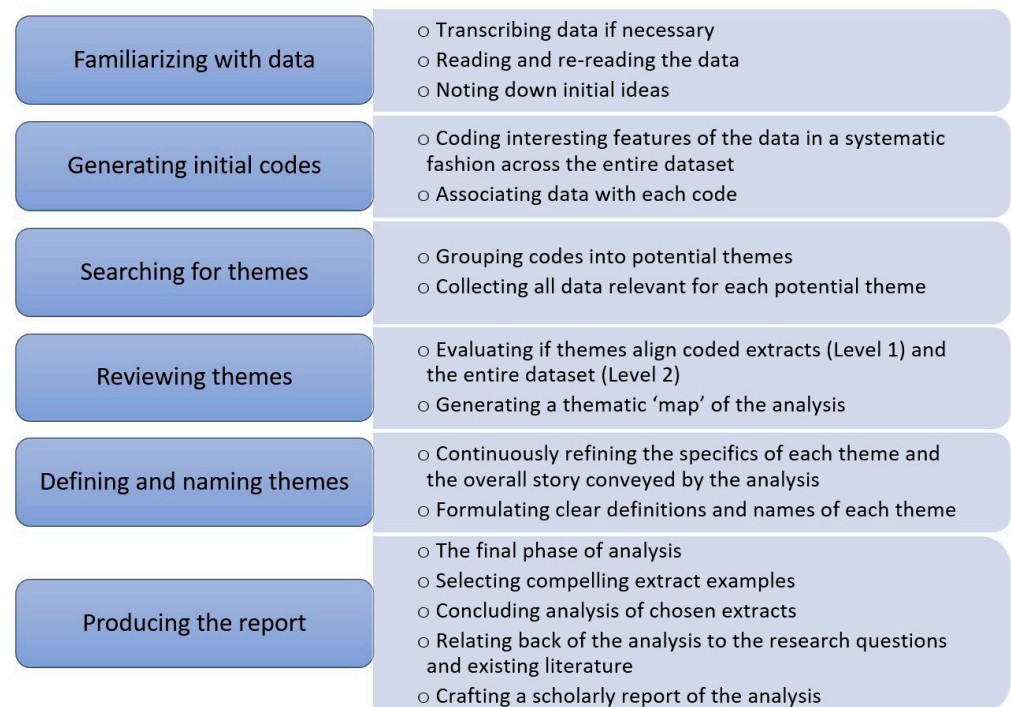 Familiarizing with data
○ Transcribing data if necessary
○ Reading and re-reading the data
○ Noting down initial ideas
Generating initial codes
○ Coding interesting features of the data in a systematic
fashion across the entire dataset
○ Associating data with each code
Searching for themes
○ Grouping codes into potential themes
○ Collecting all data relevant for each potential theme
Reviewing themes
○ Evaluating if themes align coded extracts (Level 1) and
the entire dataset (Level 2)
○ Generating a thematic ‘map’ of the analysis
Defining and naming themes
○ Continuously refining the specifics of each theme and
the overall story conveyed by the analysis
○ Formulating clear definitions and names of each theme
Producing the report
○ The final phase of analysis
○ Selecting compelling extract examples
○ Concluding analysis of chosen extracts
○ Relating back of the analysis to the research questions
and existing literature
○ Crafting a scholarly report of the analysis